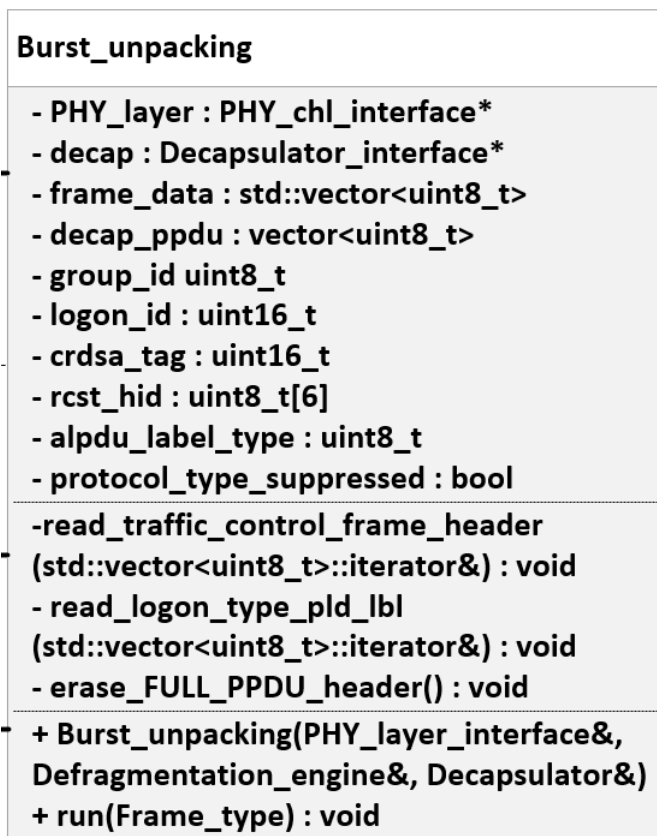 Burst_unpacking
- PHY_layer : PHY_chl_interface*
- decap : Decapsulator_interface*
- frame_data : std::vector<uint8_t>
- decap_ppdu : vector<uint8_t>
- group_id uint8_t
- logon_id : uint16_t
- crdsa_tag : uint16_t
- rcst_hid : uint8_t[6]
- alpdu_label_type : uint8_t
- protocol_type_suppressed : bool
-read_traffic_control_frame_header
(std::vector<uint8_t>::iterator&) : void
- read_logon_type_pld_lbl
(std::vector<uint8_t>::iterator&) : void
- erase_FULL_PPDU_header() : void
+ Burst_unpacking(PHY_layer_interface&,
Defragmentation_engine&, Decapsulator&)
+ run(Frame_type) : void